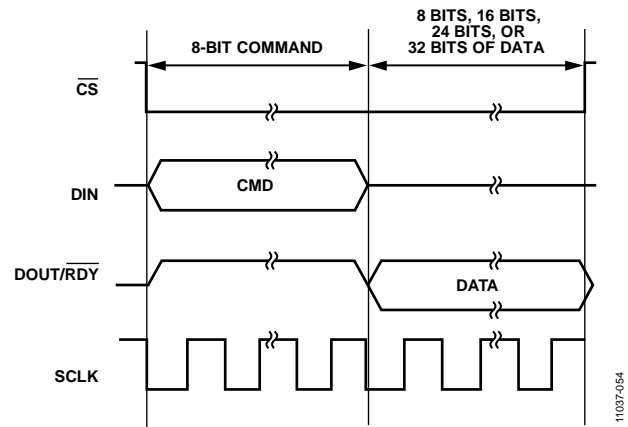 8 BITS, 16 BITS,
24 BITS, OR
32 BITS OF DATA
8-BIT COMMAND
CS
DIN
CMD
DOUT/RDY
DATA
SCLK
11037-054